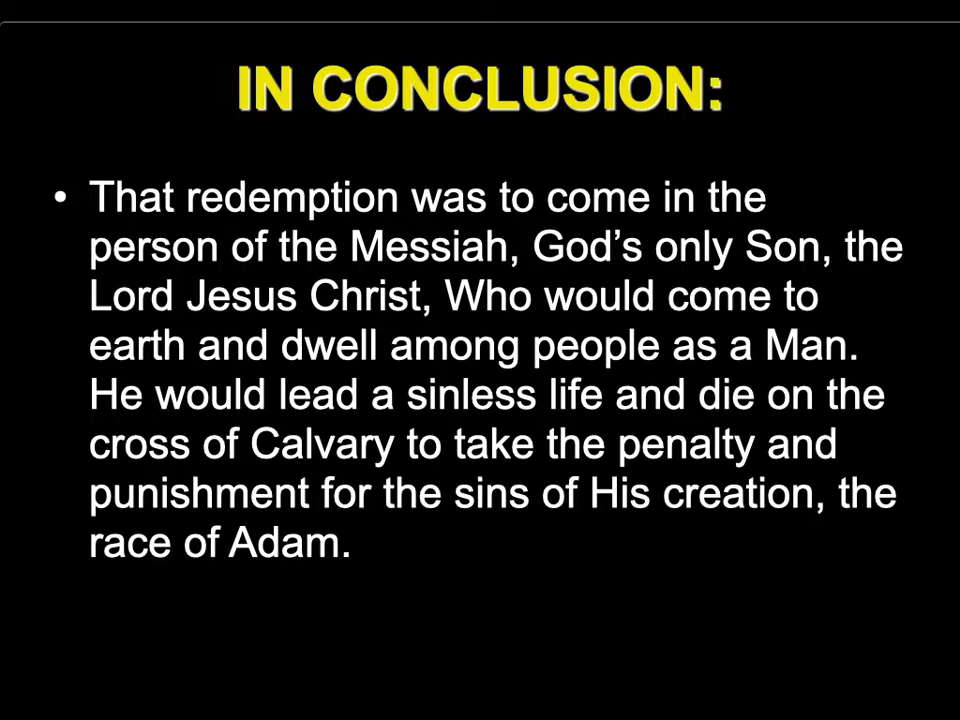 IN CONCLUSION:
• That redemption was to come in the
person of the Messiah, God’s only Son, the
Lord Jesus Christ, Who would come to
earth and dwell among people as a Man.
He would lead a sinless life and die on the
cross of Calvary to take the penalty and
punishment for the sins of His creation, the
race of Adam.